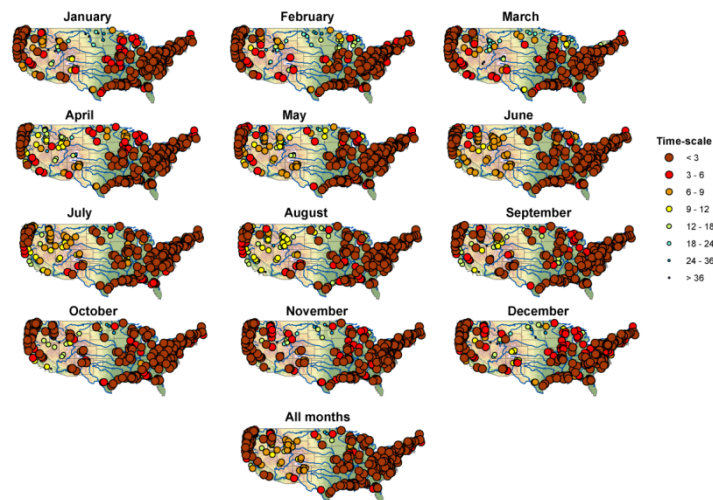 January
February
March
April
May
June
July
August
September
October
November
December
All months
Time-scale
< 3
3 - 6
6 - 9
9 - 12
12 - 18
18 - 24
24 - 36
> 36